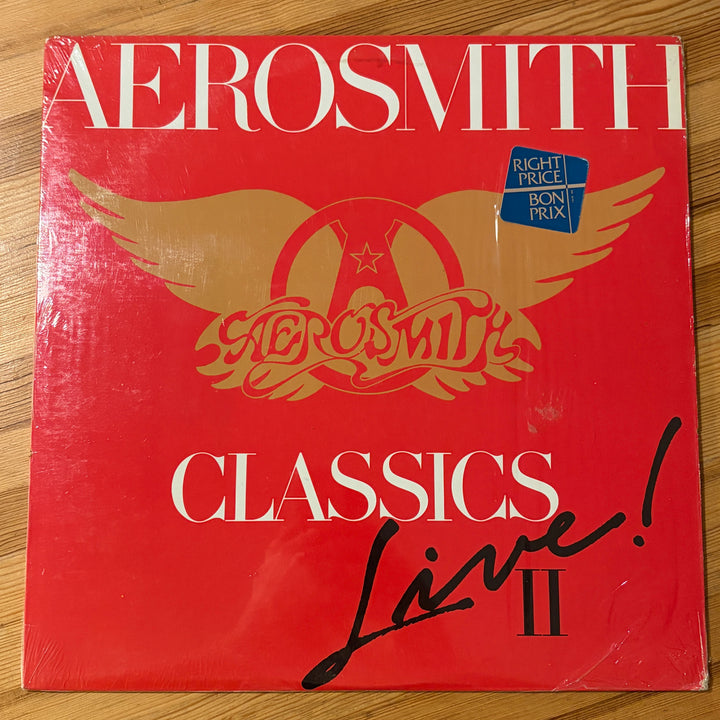 AEROSMITH
RIGHT
PRICE
BON
PRIX
AEROSMITH
CLASSICS
Live!
II